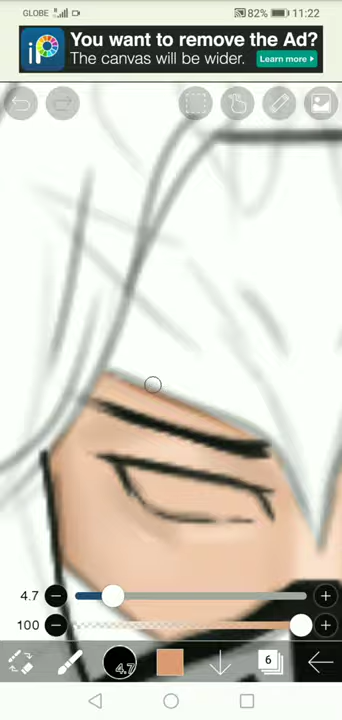 GLOBE 82% 11:22
iP You want to remove the Ad?
The canvas will be wider. Learn more
4.7
100
4.7
6